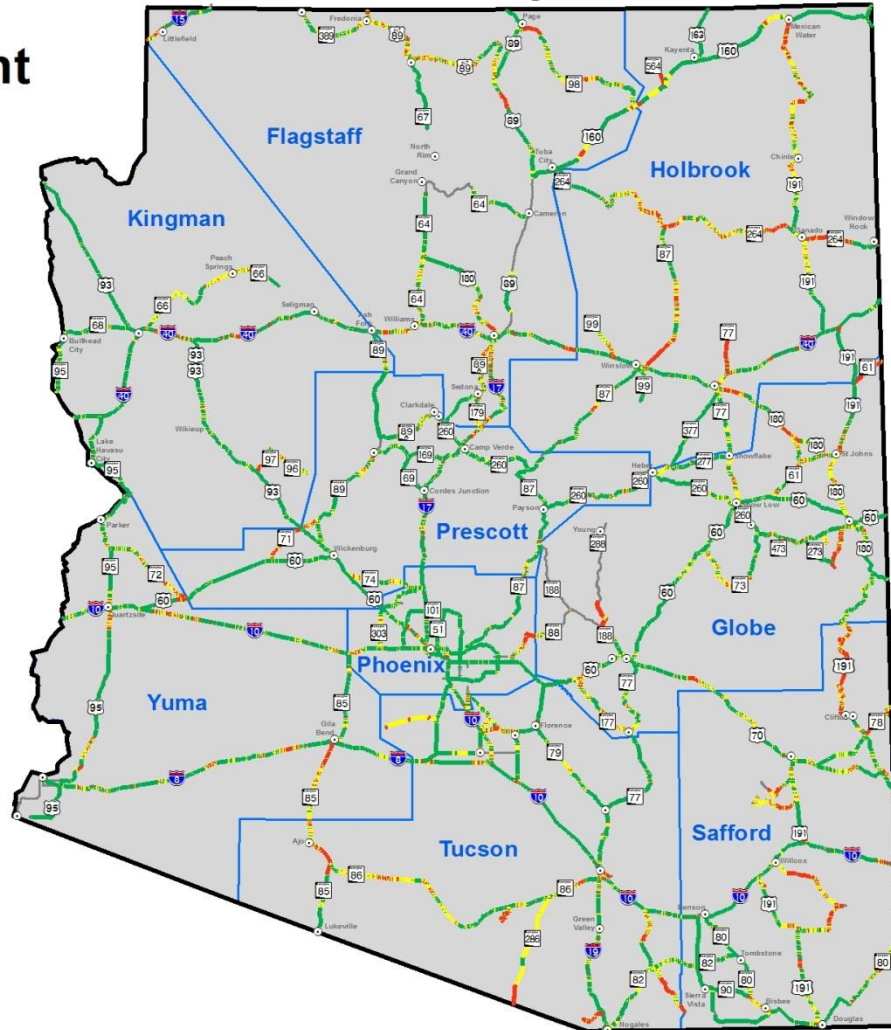 nt
15
Littlefield
Fredonia
389
89
Page
89
89
98
67
89
160
163
160
Kayenta
564
Mexican
Water
Flagstaff
North
Rim
Grand
Canyon
Tuba
City
264
Holbrook
Chinle
191
Kingman
64
64
Cameron
264
264
Window
Rock
Peach
Springs
66
66
93
180
87
191
89
64
Seligman
Ash
Fork
Williams
68
40
40
40
99
77
40
Bullhead
City
93
93
89
95
89
17
Winslow
99
191
61
40
Sedona
179
87
77
180
191
Clarkdale
260
377
Wikieup
97
96
89
169
Camp Verde
260
180
Lake
Havasu
City
95
93
89
69
Cordes Junction
87
Heber
277
Snowflake
61
St Johns
260
260
260
60
180
17
Payson
260
60
Parker
Prescott
Young
288
71
60
Wickenburg
473
273
180
95
72
74
87
188
73
60
60
101
60
10
Quartzsite
51
88
188
Globe
303
10
Phoenix
60
191
Yuma
85
77
95
10
177
Clifton
78
Gila
Bend
Florence
79
70
8
8
10
77
95
85
Tucson
Safford
191
Ajo
10
86
86
Willcox
85
10
10
191
Benson
Lukeville
286
Green
Valley
80
19
82
Tombstone
80
82
80
Sierra
Vista
90
191
Bisbee
Nogales
Douglas